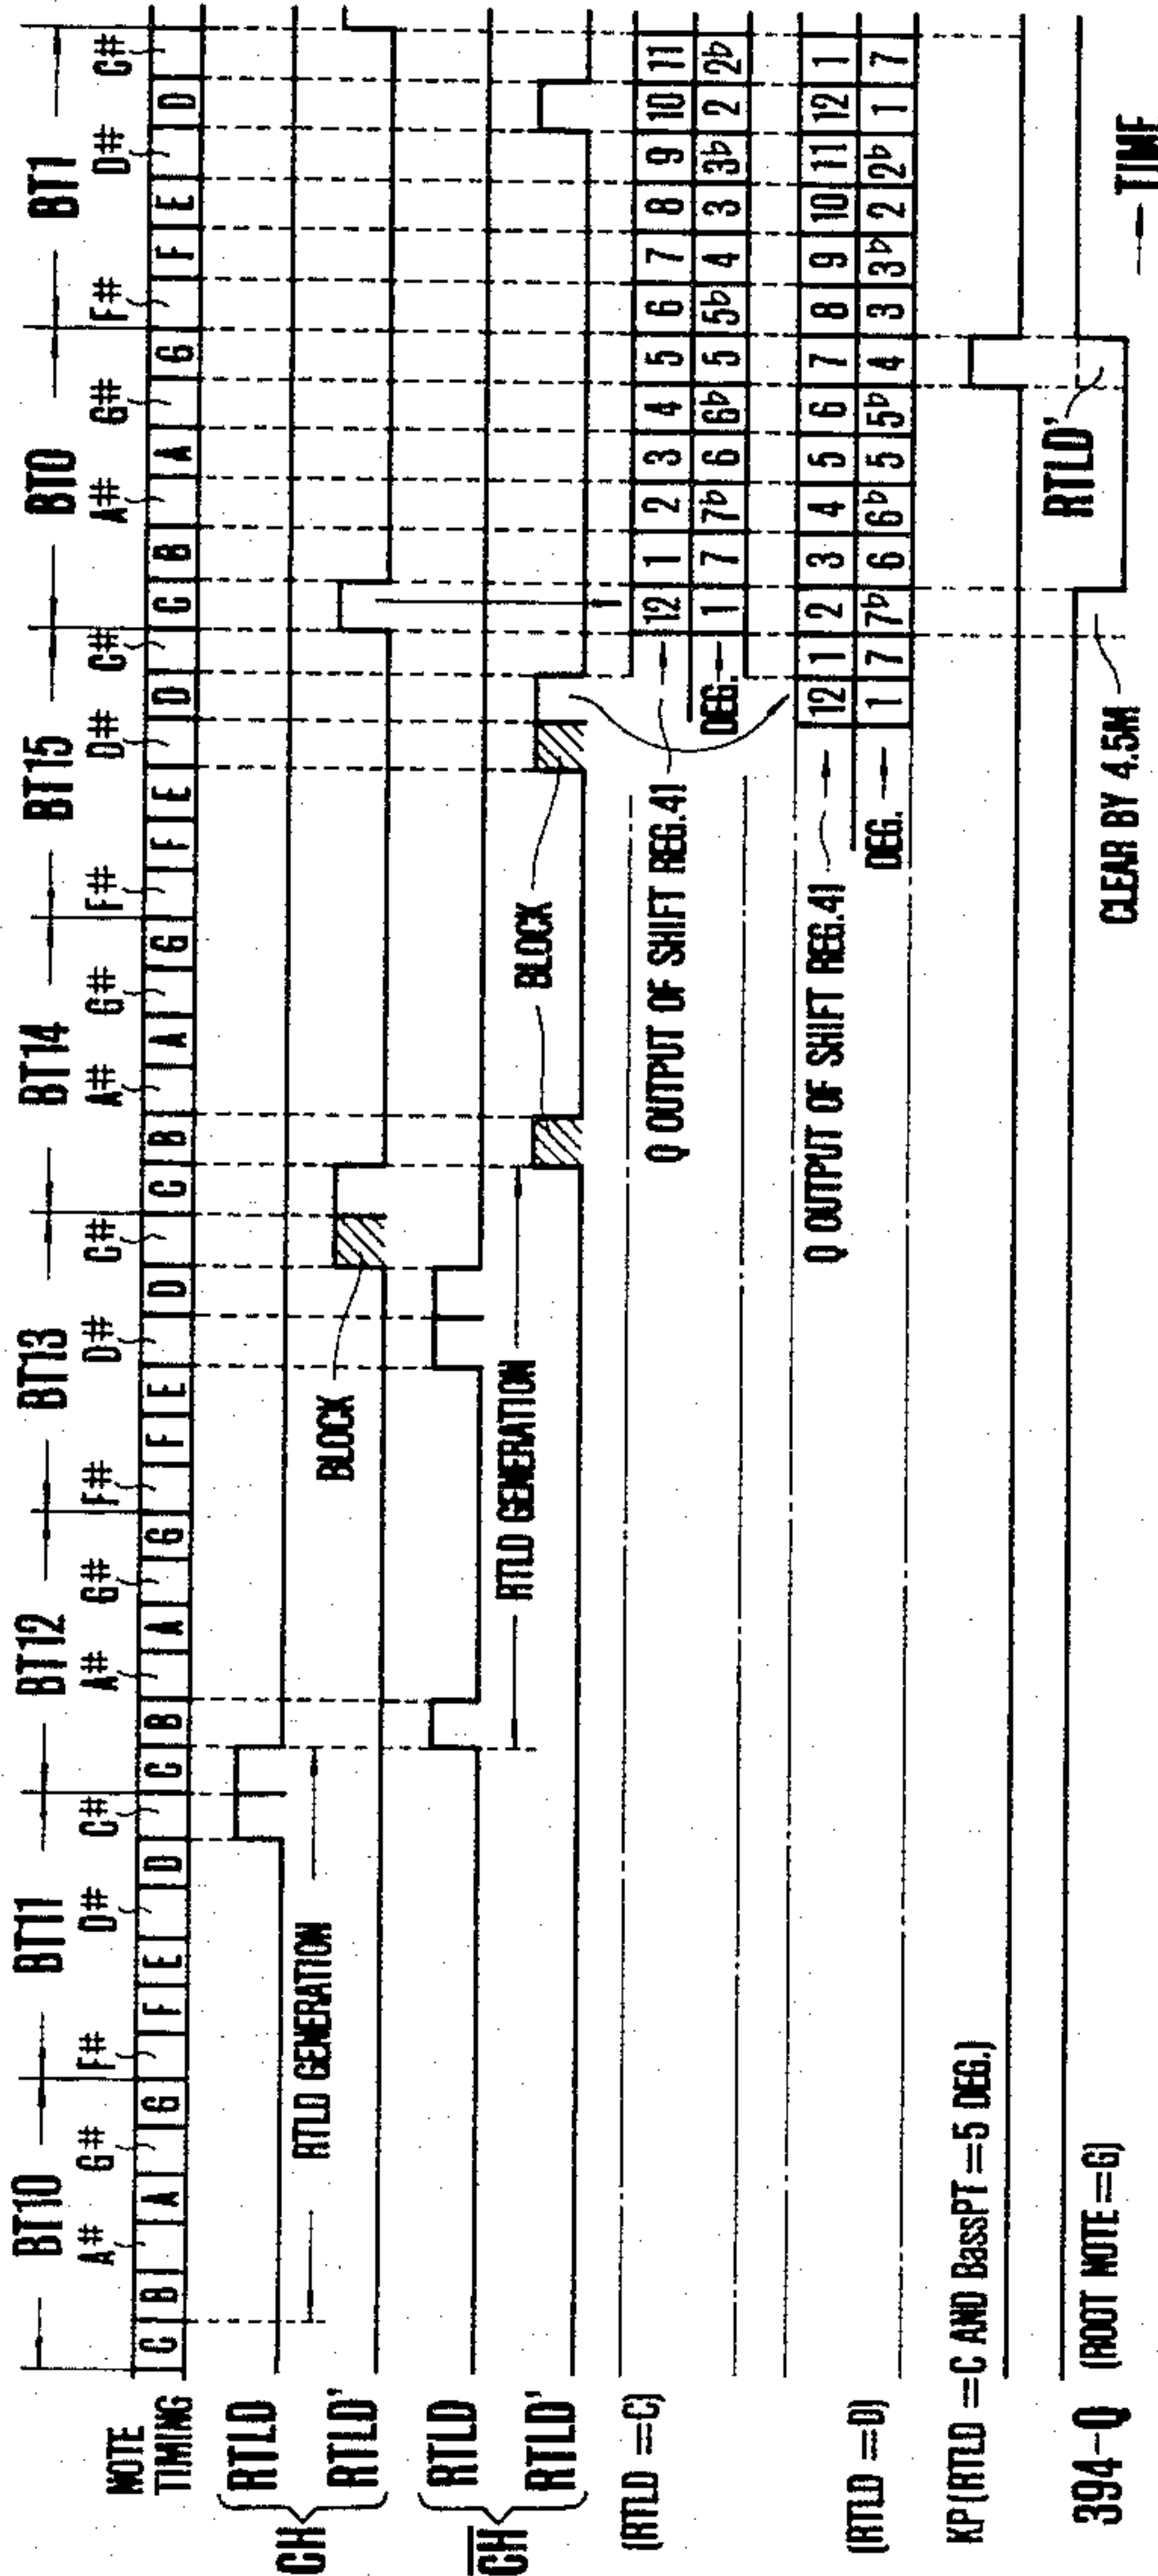 BT10 BT11 BT12 BT13 BT14 BT15 BT0 BT1
A# G# F# D# C# A# G# F# D# C# A# G# F# D# C# A# G# F# D# C#
NOTE
TIMING
C B A G F E D C B A G F E D C B A G F E D C B A G F E D
CH
RTLD
RTLD GENERATION
RTLD'
BLOCK
CH
RTLD
RTLD GENERATION
RTLD'
BLOCK
(RTLD =C)
Q OUTPUT OF SHIFT REG.41
12 1 2 3 4 5 6 7 8 9 10 11
DEG.
1 7 7♭ 6 6♭ 5 5♭ 4 3 3♭ 2 2♭
(RTLD =D)
Q OUTPUT OF SHIFT REG.41
12 1 2 3 4 5 6 7 8 9 10 11 12 1
DEG.
1 7 7♭ 6 6♭ 5 5♭ 4 3 3♭ 2 2♭ 1 7
KP(RTLD =C AND BassPT =5 DEG.)
394-Q (ROOT NOTE =G)
CLEAR BY 4.5M
RTLD'
TIME